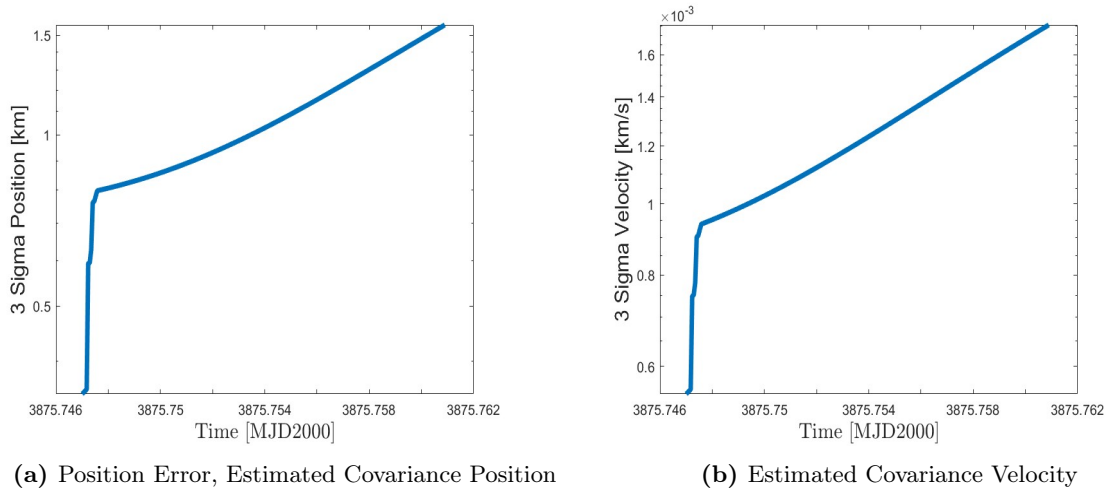 3 Sigma Position [km]
1.5
1
0.5
3875.746 3875.75 3875.754 3875.758 3875.762
Time [MJD2000]
(a) Position Error, Estimated Covariance Position
×10⁻³
3 Sigma Velocity [km/s]
1.6
1.4
1.2
1
0.8
0.6
3875.746 3875.75 3875.754 3875.758 3875.762
Time [MJD2000]
(b) Estimated Covariance Velocity